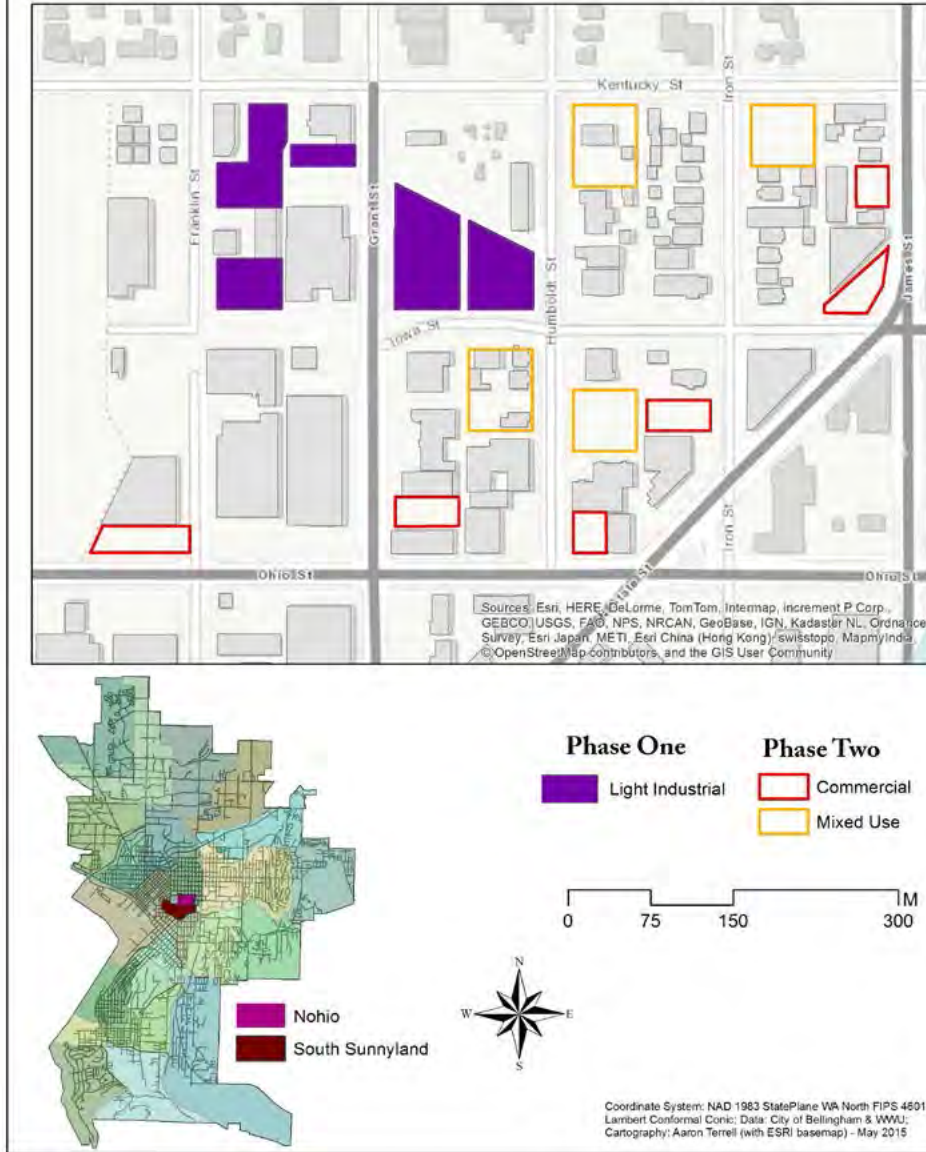 Kentucky St
Iron St
Franklin St
Grant St
Humboldt St
James St
Iowa St
Iron St
State St
Ohio St
Ohio St
Sources: Esri, HERE, DeLorme, TomTom, Intermap, increment P Corp.,
GEBCO, USGS, FAO, NPS, NRCAN, GeoBase, IGN, Kadaster NL, Ordnance
Survey, Esri Japan, METI, Esri China (Hong Kong), swisstopo, MapmyIndia,
© OpenStreetMap contributors, and the GIS User Community
Phase One
Light Industrial
Phase Two
Commercial
Mixed Use
M
0 75 150 300
N
W E
S
Nohio
South Sunnyland
Coordinate System: NAD 1983 StatePlane WA North FIPS 4601
Lambert Conformal Conic; Data: City of Bellingham & WWU;
Cartography: Aaron Terrell (with ESRI basemap) - May 2015